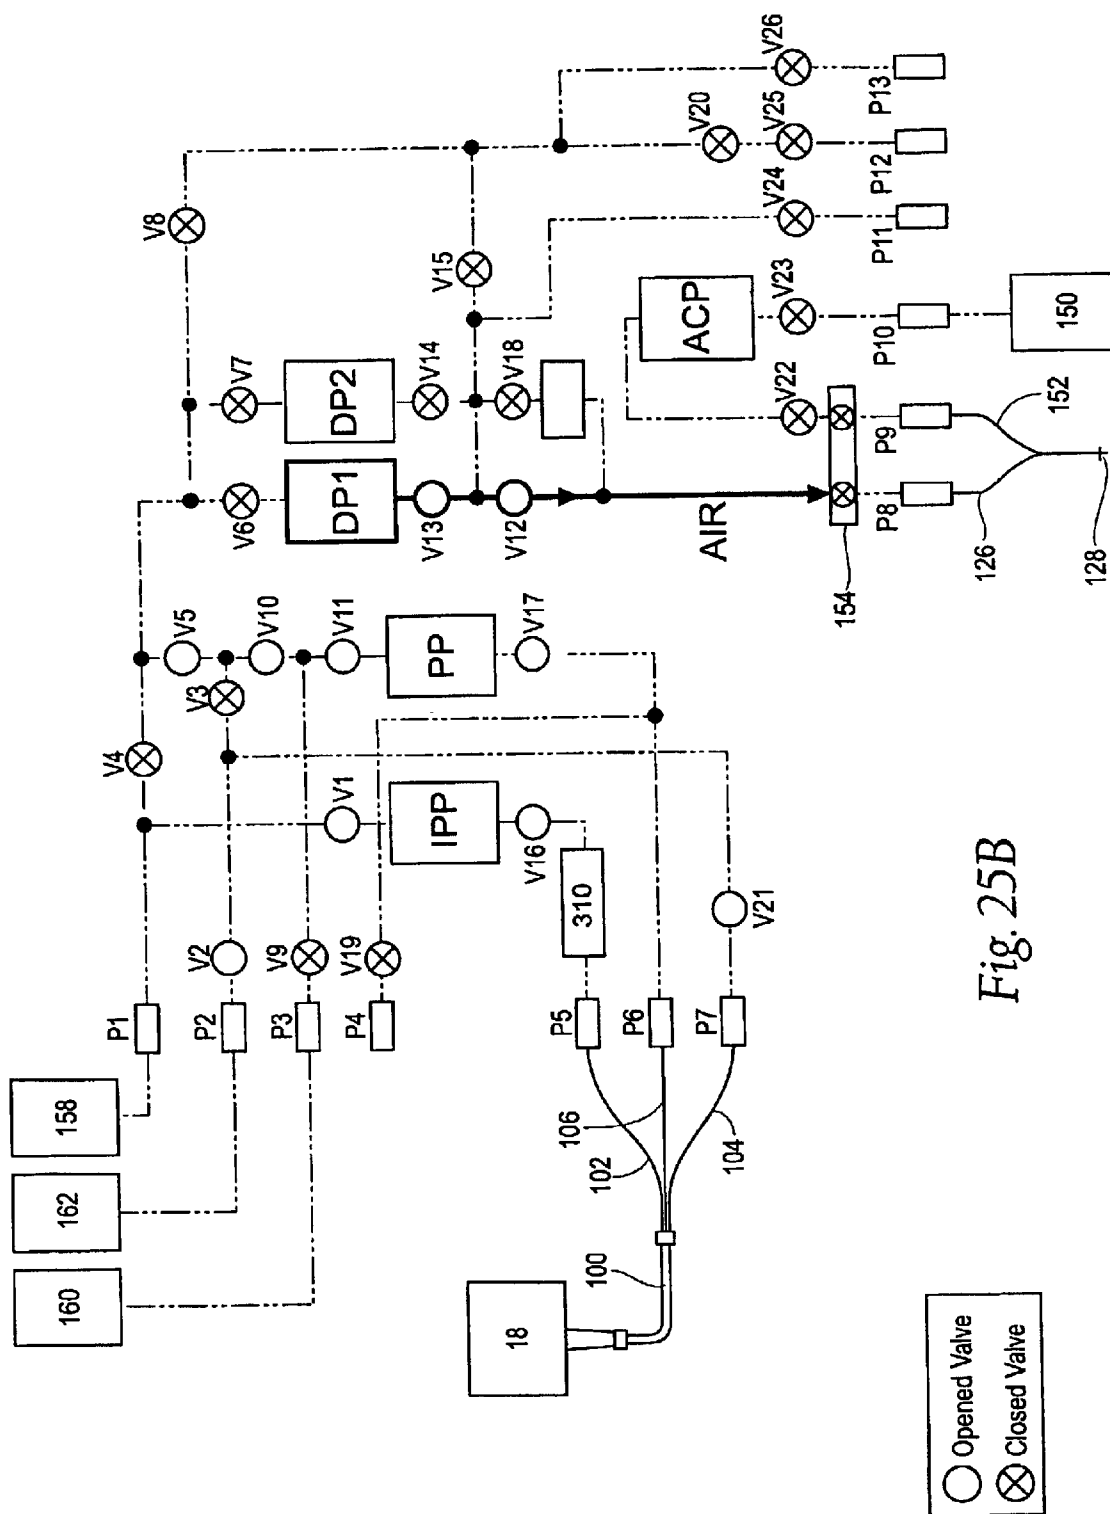 V26
P13
V20
V25
P12
V24
P11
V8
V15
ACP
V23
P10
150
V7
DP2
V14
V18
V22
P9
152
V6
DP1
V13
V12
AIR
154
P8
126
128
V5
V10
V11
V3
PP
V17
V4
V1
IPP
V16
310
V21
P1
V2
P2
V9
P3
V19
P4
P5
P6
P7
158
162
160
106
102
104
100
18
Fig. 25B
Opened Valve
Closed Valve